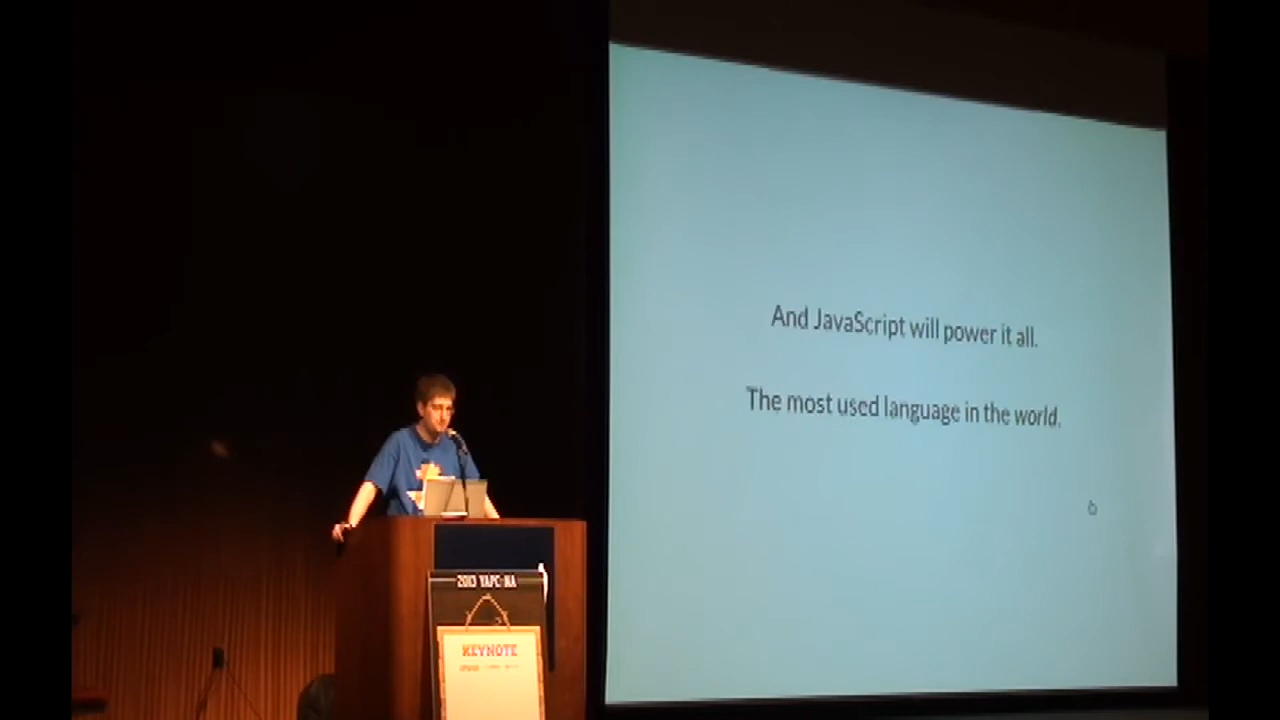 And JavaScript will power it all.
The most used language in the world.
2013 YAPC::NA
KEYNOTE